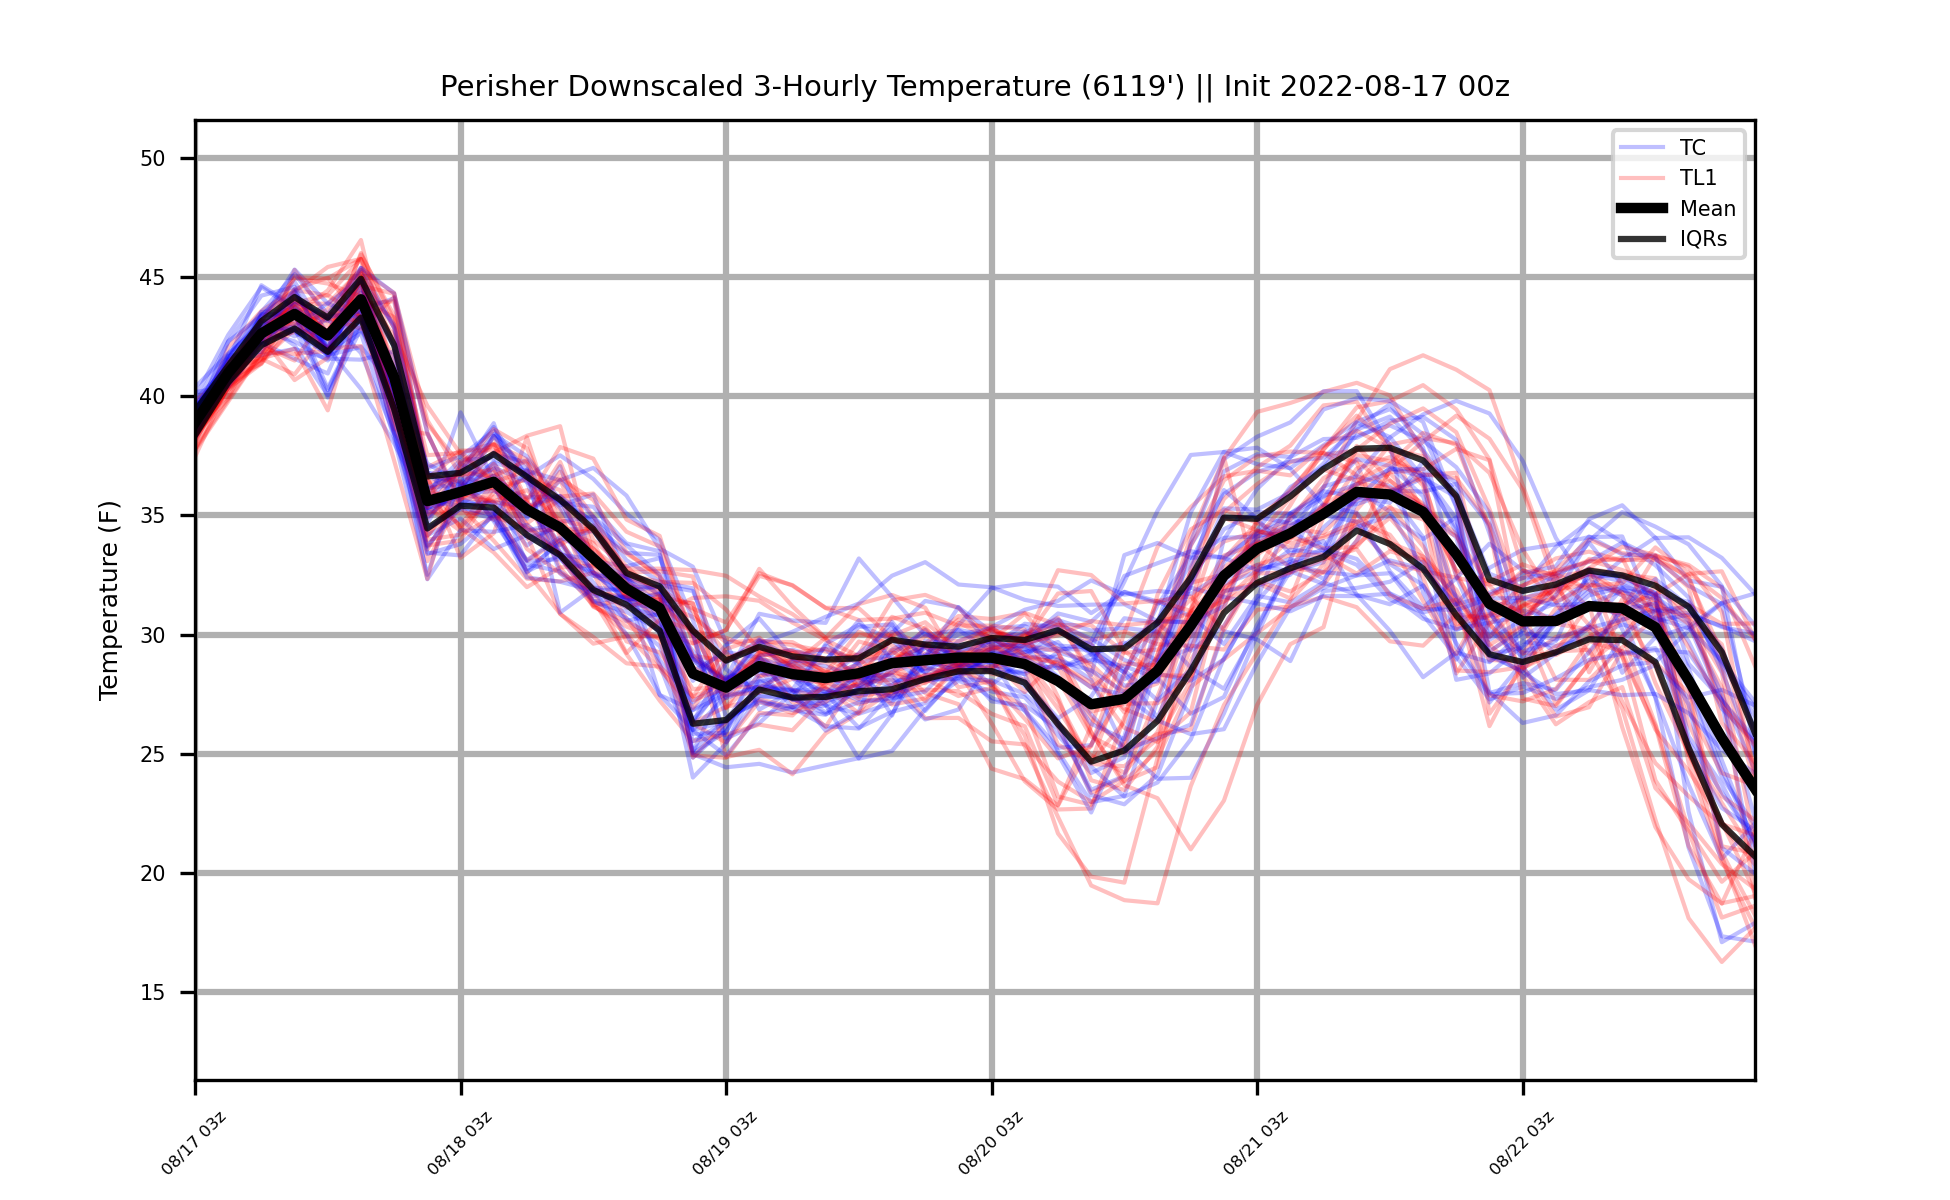 Perisher Downscaled 3-Hourly Temperature (6119') || Init 2022-08-17 00z
TC
TL1
Mean
IQRs
Temperature (F)
50
45
40
35
30
25
20
15
08/17 03z
08/18 03z
08/19 03z
08/20 03z
08/21 03z
08/22 03z